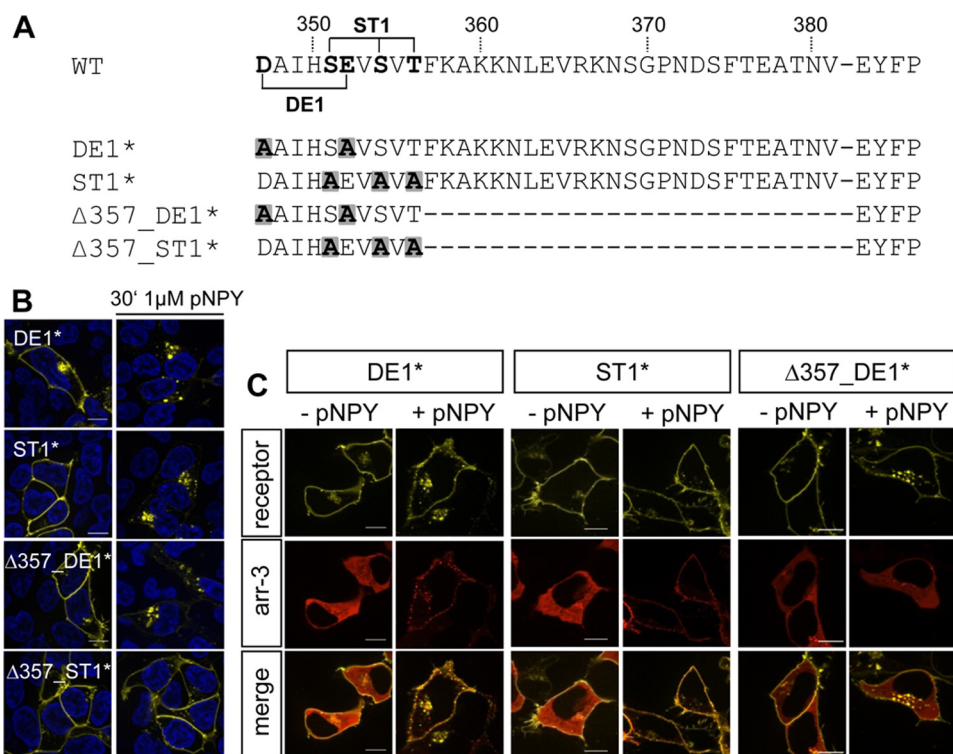 A
350 360 370 380
ST1
WT DAIHSEVSVTFKAKKNLEVRKNSGPNDSFTEATNV-EYFP
DE1
DE1* AAIHSAVSVTFKAKKNLEVRKNSGPNDSFTEATNV-EYFP
ST1* DAIHAEVAVAFKAKKNLEVRKNSGPNDSFTEATNV-EYFP
Δ357_DE1* AAIHSAVSVT--------------------------EYFP
Δ357_ST1* DAIHAEVAVA--------------------------EYFP
B
30‘ 1µM pNPY
DE1*
ST1*
Δ357_DE1*
Δ357_ST1*
C
DE1* ST1* Δ357_DE1*
- pNPY + pNPY - pNPY + pNPY - pNPY + pNPY
receptor
arr-3
merge